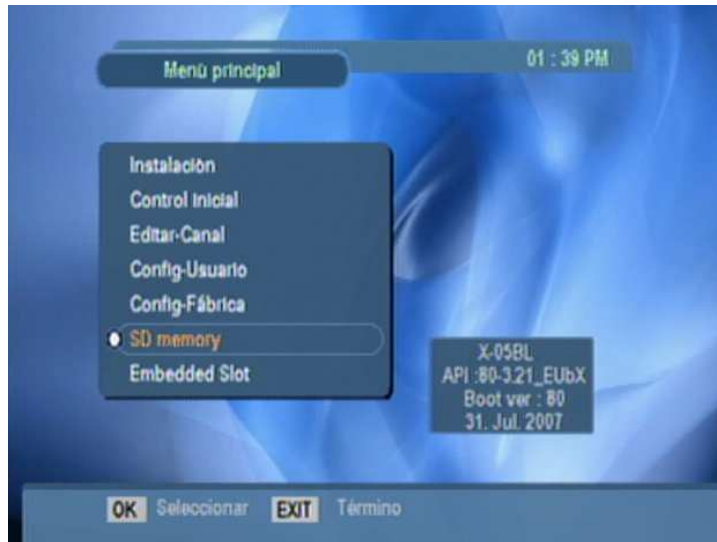 Menú principal
01 : 39 PM
Instalación
Control Inicial
Editar-Canal
Config-Usuario
Config-Fábrica
SD memory
Embedded Slot
X-05BL
API :80-3.21_EUbX
Boot ver : 80
31. Jul. 2007
OK Seleccionar EXIT Término